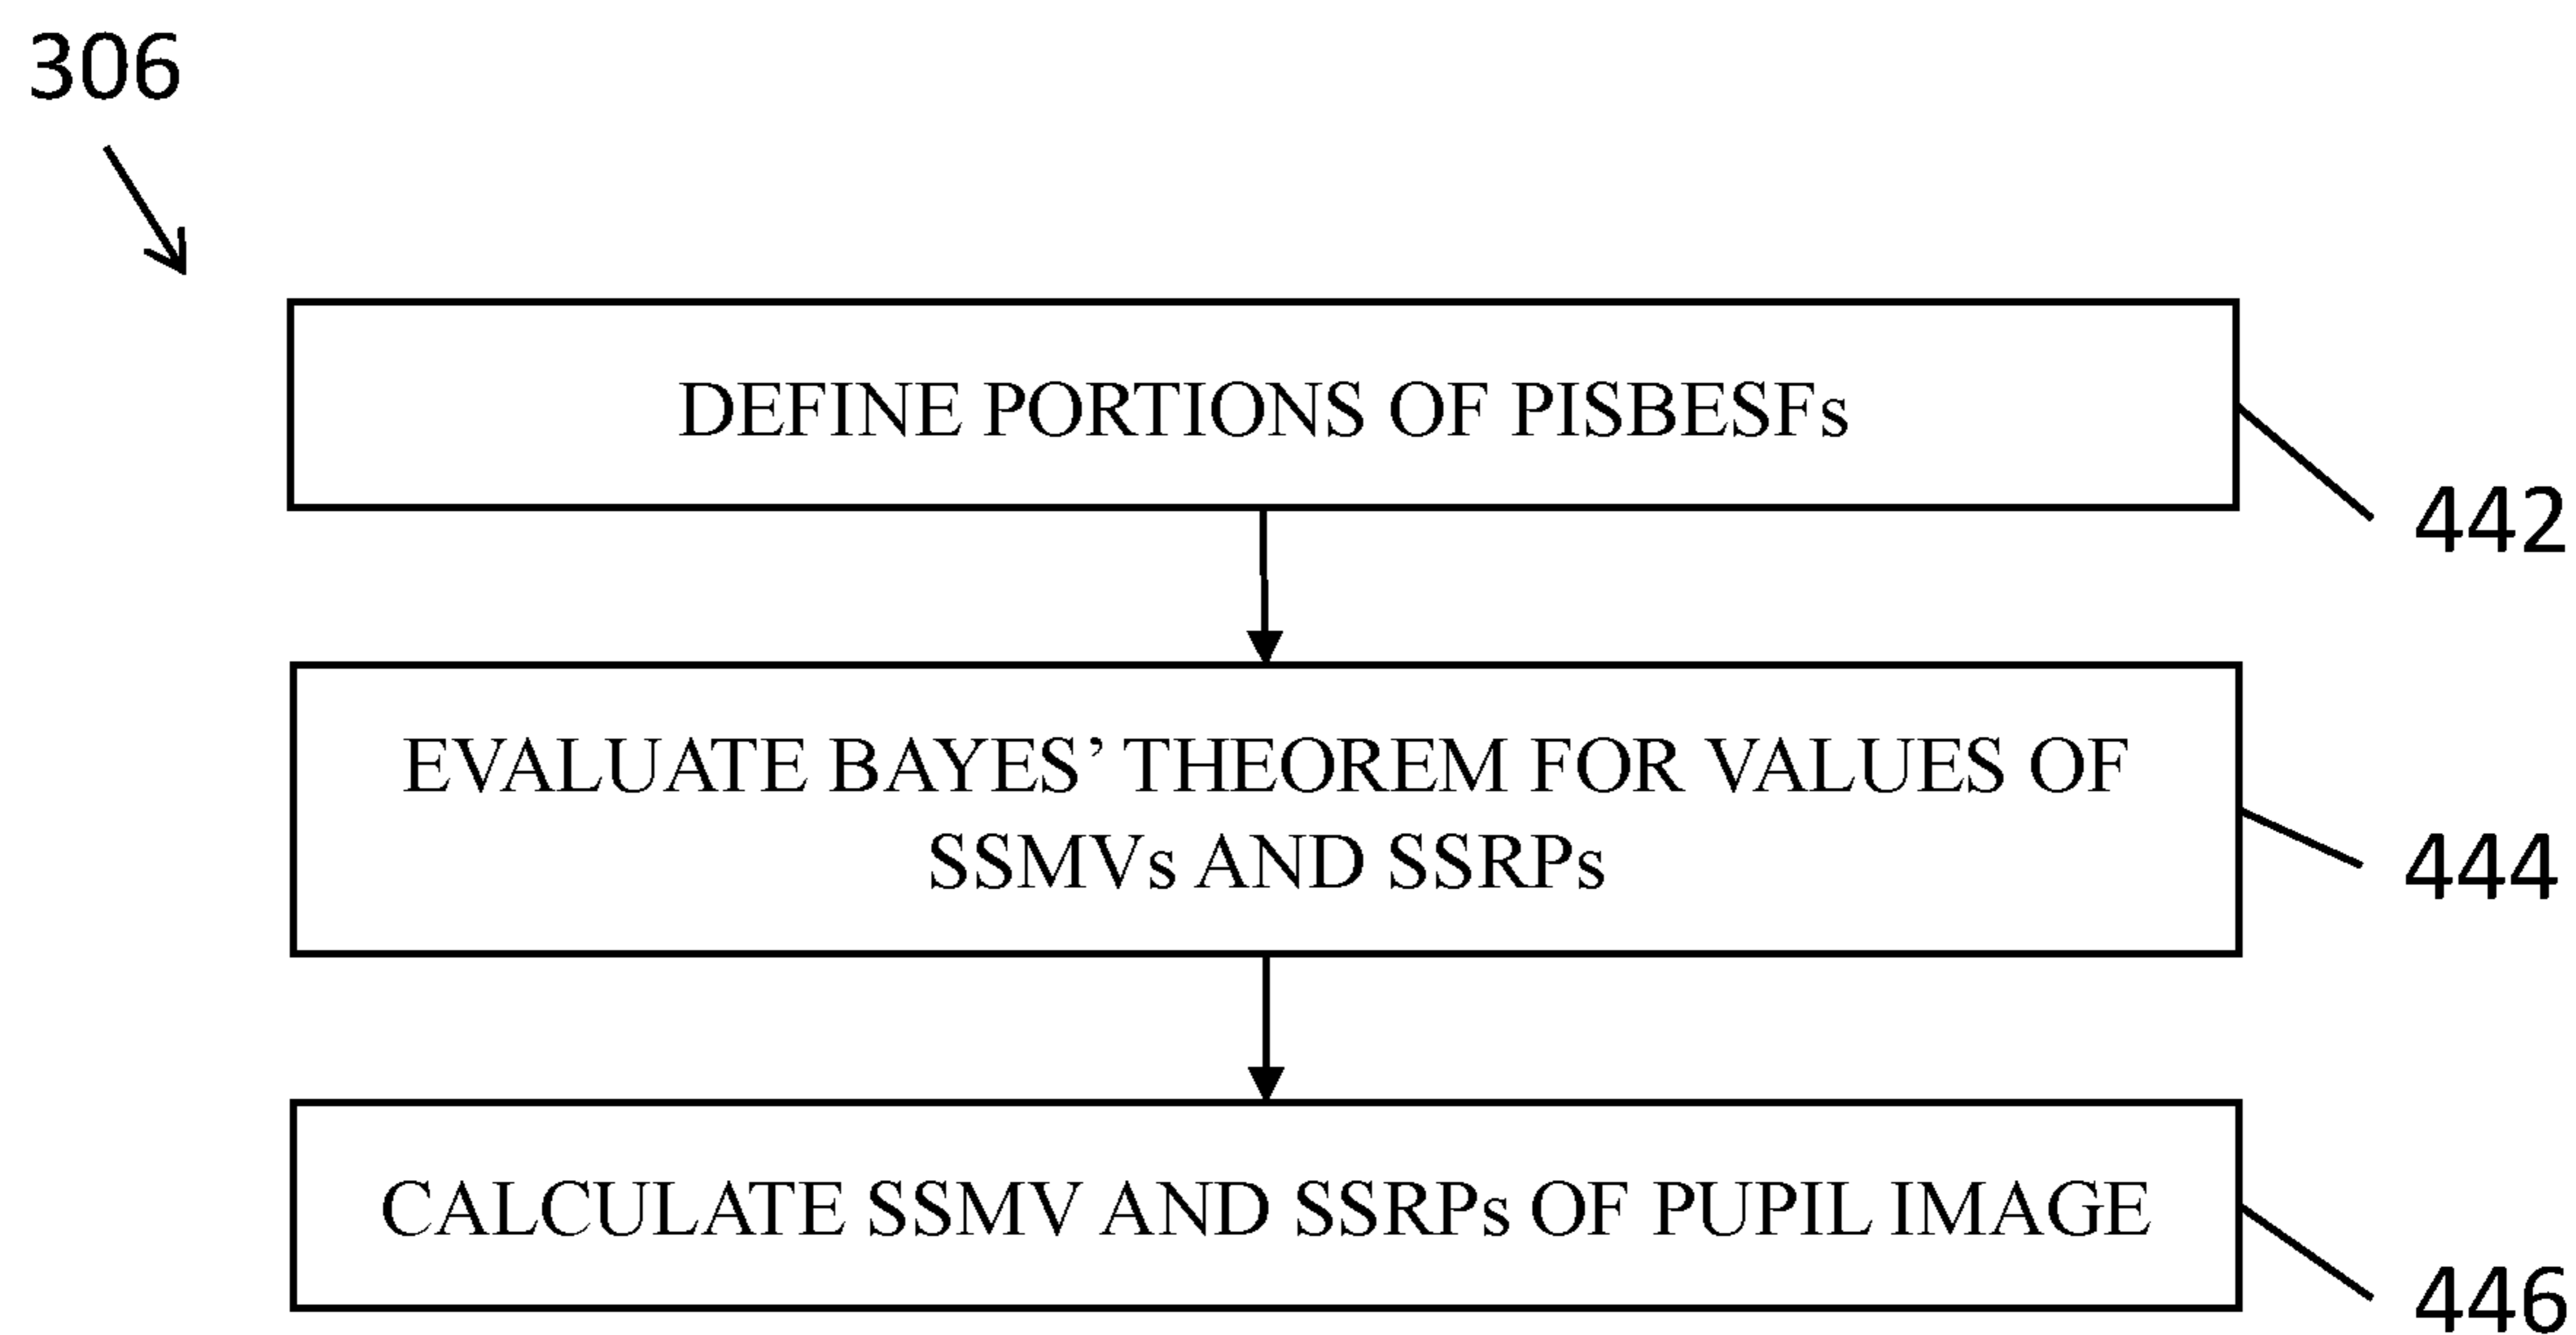 306
DEFINE PORTIONS OF PISBESFs
442
EVALUATE BAYES’ THEOREM FOR VALUES OF
SSMVs AND SSRPs
444
CALCULATE SSMV AND SSRPs OF PUPIL IMAGE
446